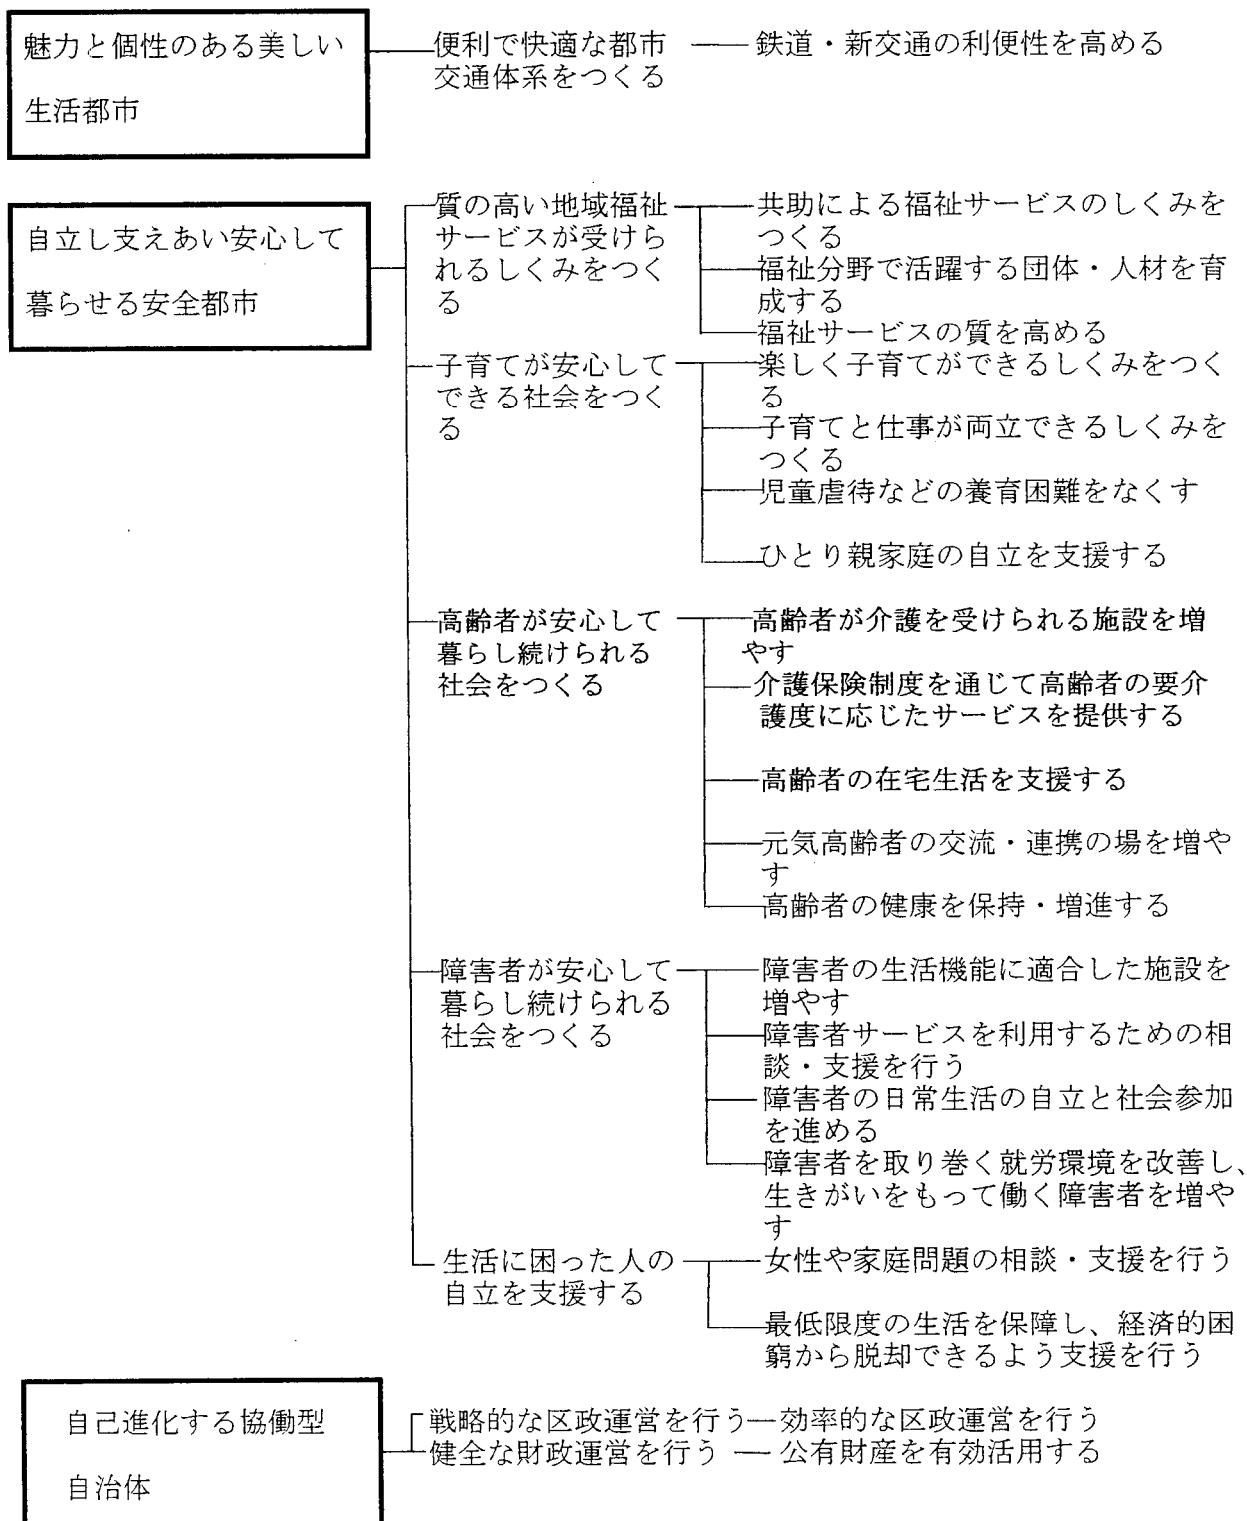 魅力と個性のある美しい
生活都市
便利で快適な都市
交通体系をつくる
鉄道・新交通の利便性を高める
自立し支えあい安心して
暮らせる安全都市
質の高い地域福祉
サービスが受けら
れるしくみをつく
る
共助による福祉サービスのしくみを
つくる
福祉分野で活躍する団体・人材を育
成する
福祉サービスの質を高める
子育てが安心して
できる社会をつく
る
楽しく子育てができるしくみをつく
る
子育てと仕事が両立できるしくみを
つくる
児童虐待などの養育困難をなくす
ひとり親家庭の自立を支援する
高齢者が安心して
暮らし続けられる
社会をつくる
高齢者が介護を受けられる施設を増
やす
介護保険制度を通じて高齢者の要介
護度に応じたサービスを提供する
高齢者の在宅生活を支援する
元気高齢者の交流・連携の場を増や
す
高齢者の健康を保持・増進する
障害者が安心して
暮らし続けられる
社会をつくる
障害者の生活機能に適合した施設を
増やす
障害者サービスを利用するための相
談・支援を行う
障害者の日常生活の自立と社会参加
を進める
障害者を取り巻く就労環境を改善し、
生きがいをもって働く障害者を増や
す
生活に困った人の
自立を支援する
女性や家庭問題の相談・支援を行う
最低限度の生活を保障し、経済的困
窮から脱却できるよう支援を行う
自己進化する協働型
自治体
戦略的な区政運営を行う
効率的な区政運営を行う
健全な財政運営を行う
公有財産を有効活用する